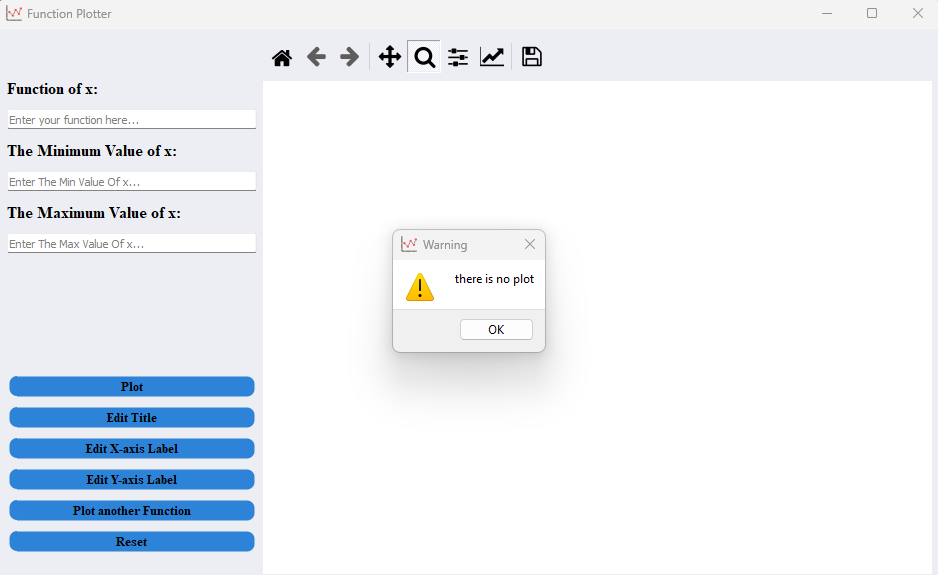 Function Plotter
Function of x:
Enter your function here...
The Minimum Value of x:
Enter The Min Value Of x...
The Maximum Value of x:
Enter The Max Value Of x...
Warning
there is no plot
OK
Plot
Edit Title
Edit X-axis Label
Edit Y-axis Label
Plot another Function
Reset